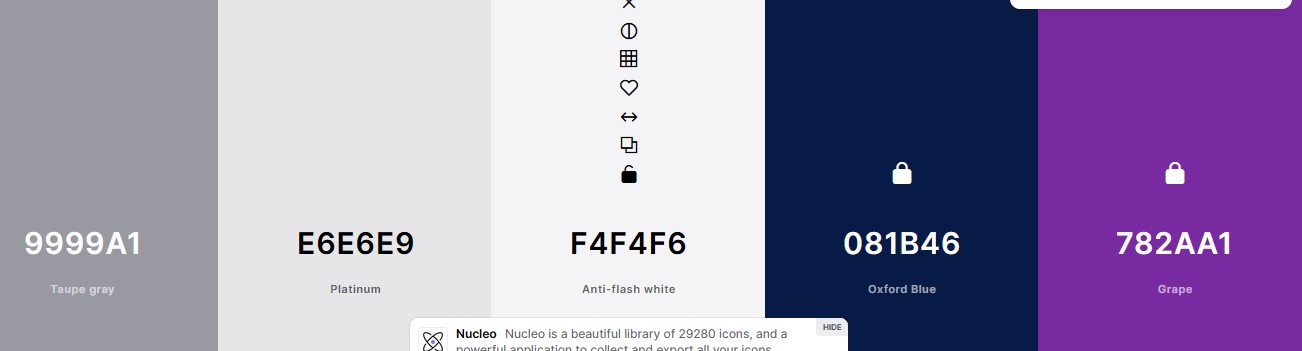 9999A1
Taupe gray
E6E6E9
Platinum
F4F4F6
Anti-flash white
081B46
Oxford Blue
782AA1
Grape
Nucleo Nucleo is a beautiful library of 29280 icons, and a
powerful application to collect and export all your icons
HIDE